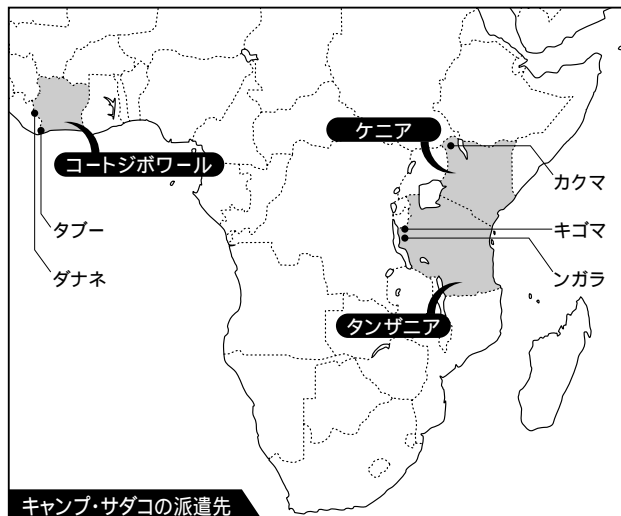 ケニア
コートジボワール
カクマ
タブー
キゴマ
ダナネ
ンガラ
タンザニア
キャンプ・サダコの派遣先